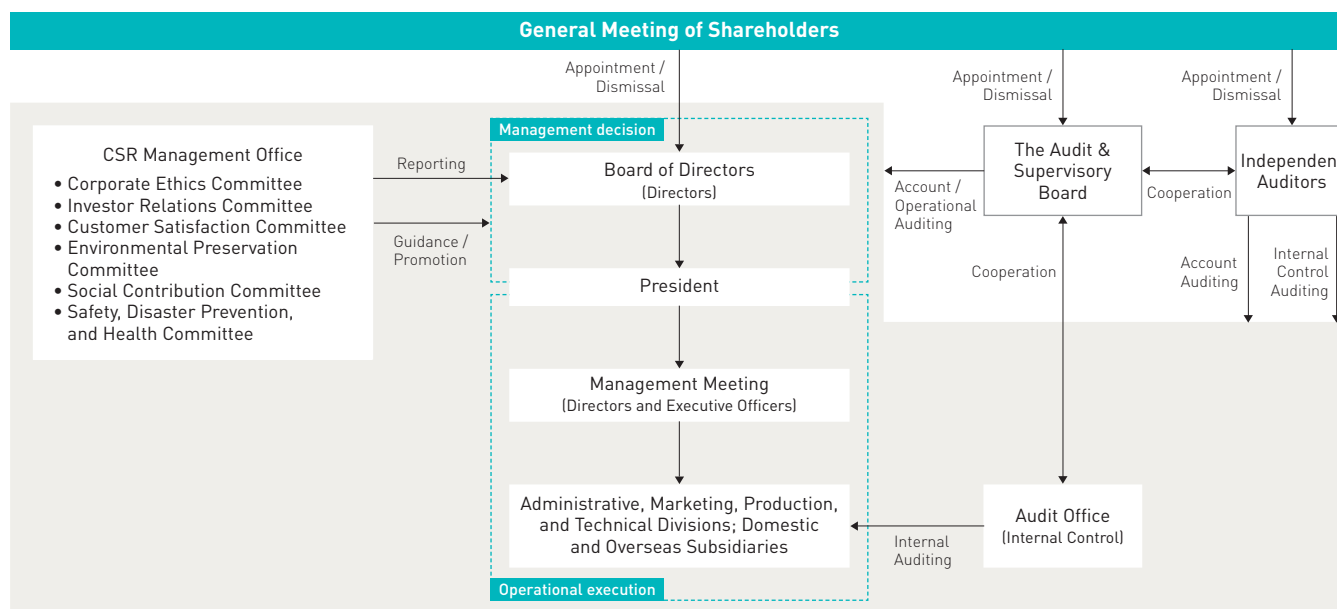 General Meeting of Shareholders
Appointment /
Dismissal
Appointment /
Dismissal
Appointment /
Dismissal
CSR Management Office
• Corporate Ethics Committee
• Investor Relations Committee
• Customer Satisfaction Committee
• Environmental Preservation
Committee
• Social Contribution Committee
• Safety, Disaster Prevention,
and Health Committee
Reporting
Guidance /
Promotion
Management decision
Board of Directors
(Directors)
President
Management Meeting
(Directors and Executive Officers)
Administrative, Marketing, Production,
and Technical Divisions; Domestic
and Overseas Subsidiaries
Operational execution
Account /
Operational
Auditing
The Audit &
Supervisory
Board
Cooperation
Independent
Auditors
Cooperation
Account
Auditing
Internal
Control
Auditing
Internal
Auditing
Audit Office
(Internal Control)